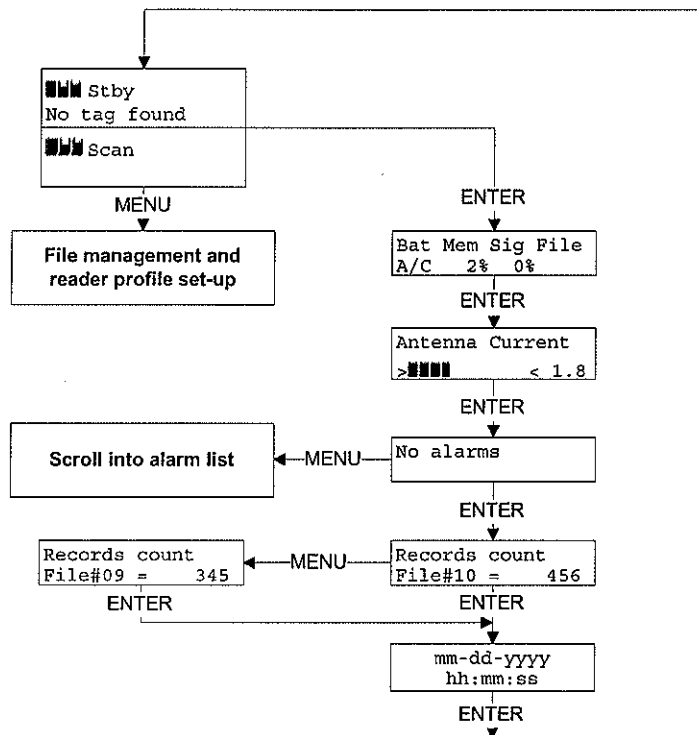 Stby
No tag found
Scan
MENU
ENTER
File management and
reader profile set-up
Bat Mem Sig File
A/C 2% 0%
ENTER
Antenna Current
> < 1.8
ENTER
Scroll into alarm list
MENU
No alarms
ENTER
Records count
File#09 = 345
MENU
Records count
File#10 = 456
ENTER
ENTER
mm-dd-yyyy
hh:mm:ss
ENTER